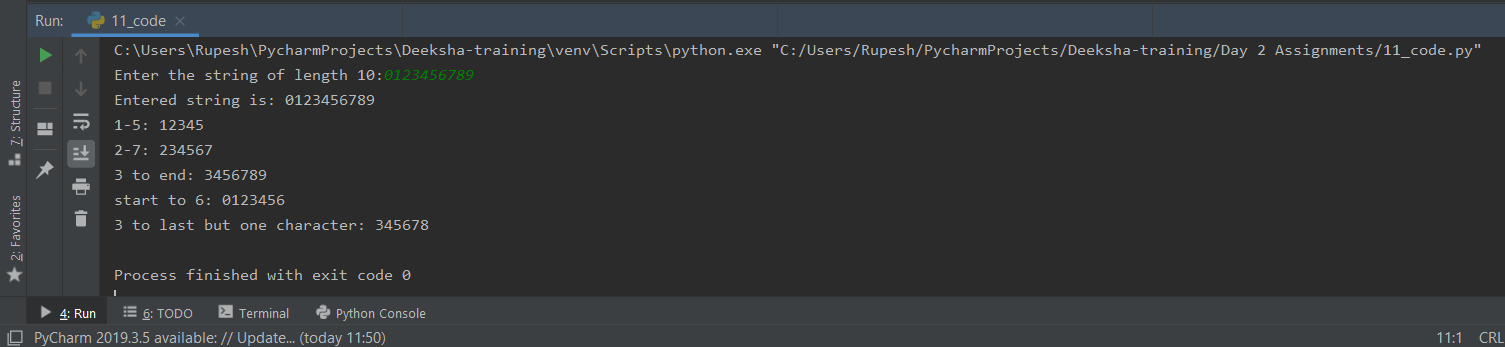 Run: 11_code
C:\Users\Rupesh\PycharmProjects\Deeksha-training\venv\Scripts\python.exe "C:/Users/Rupesh/PycharmProjects/Deeksha-training/Day 2 Assignments/11_code.py"
Enter the string of length 10:0123456789
Entered string is: 0123456789
1-5: 12345
2-7: 234567
3 to end: 3456789
start to 6: 0123456
3 to last but one character: 345678
Process finished with exit code 0
7: Structure
2: Favorites
4: Run 6: TODO Terminal Python Console
PyCharm 2019.3.5 available: // Update... (today 11:50) 11:1 CRL